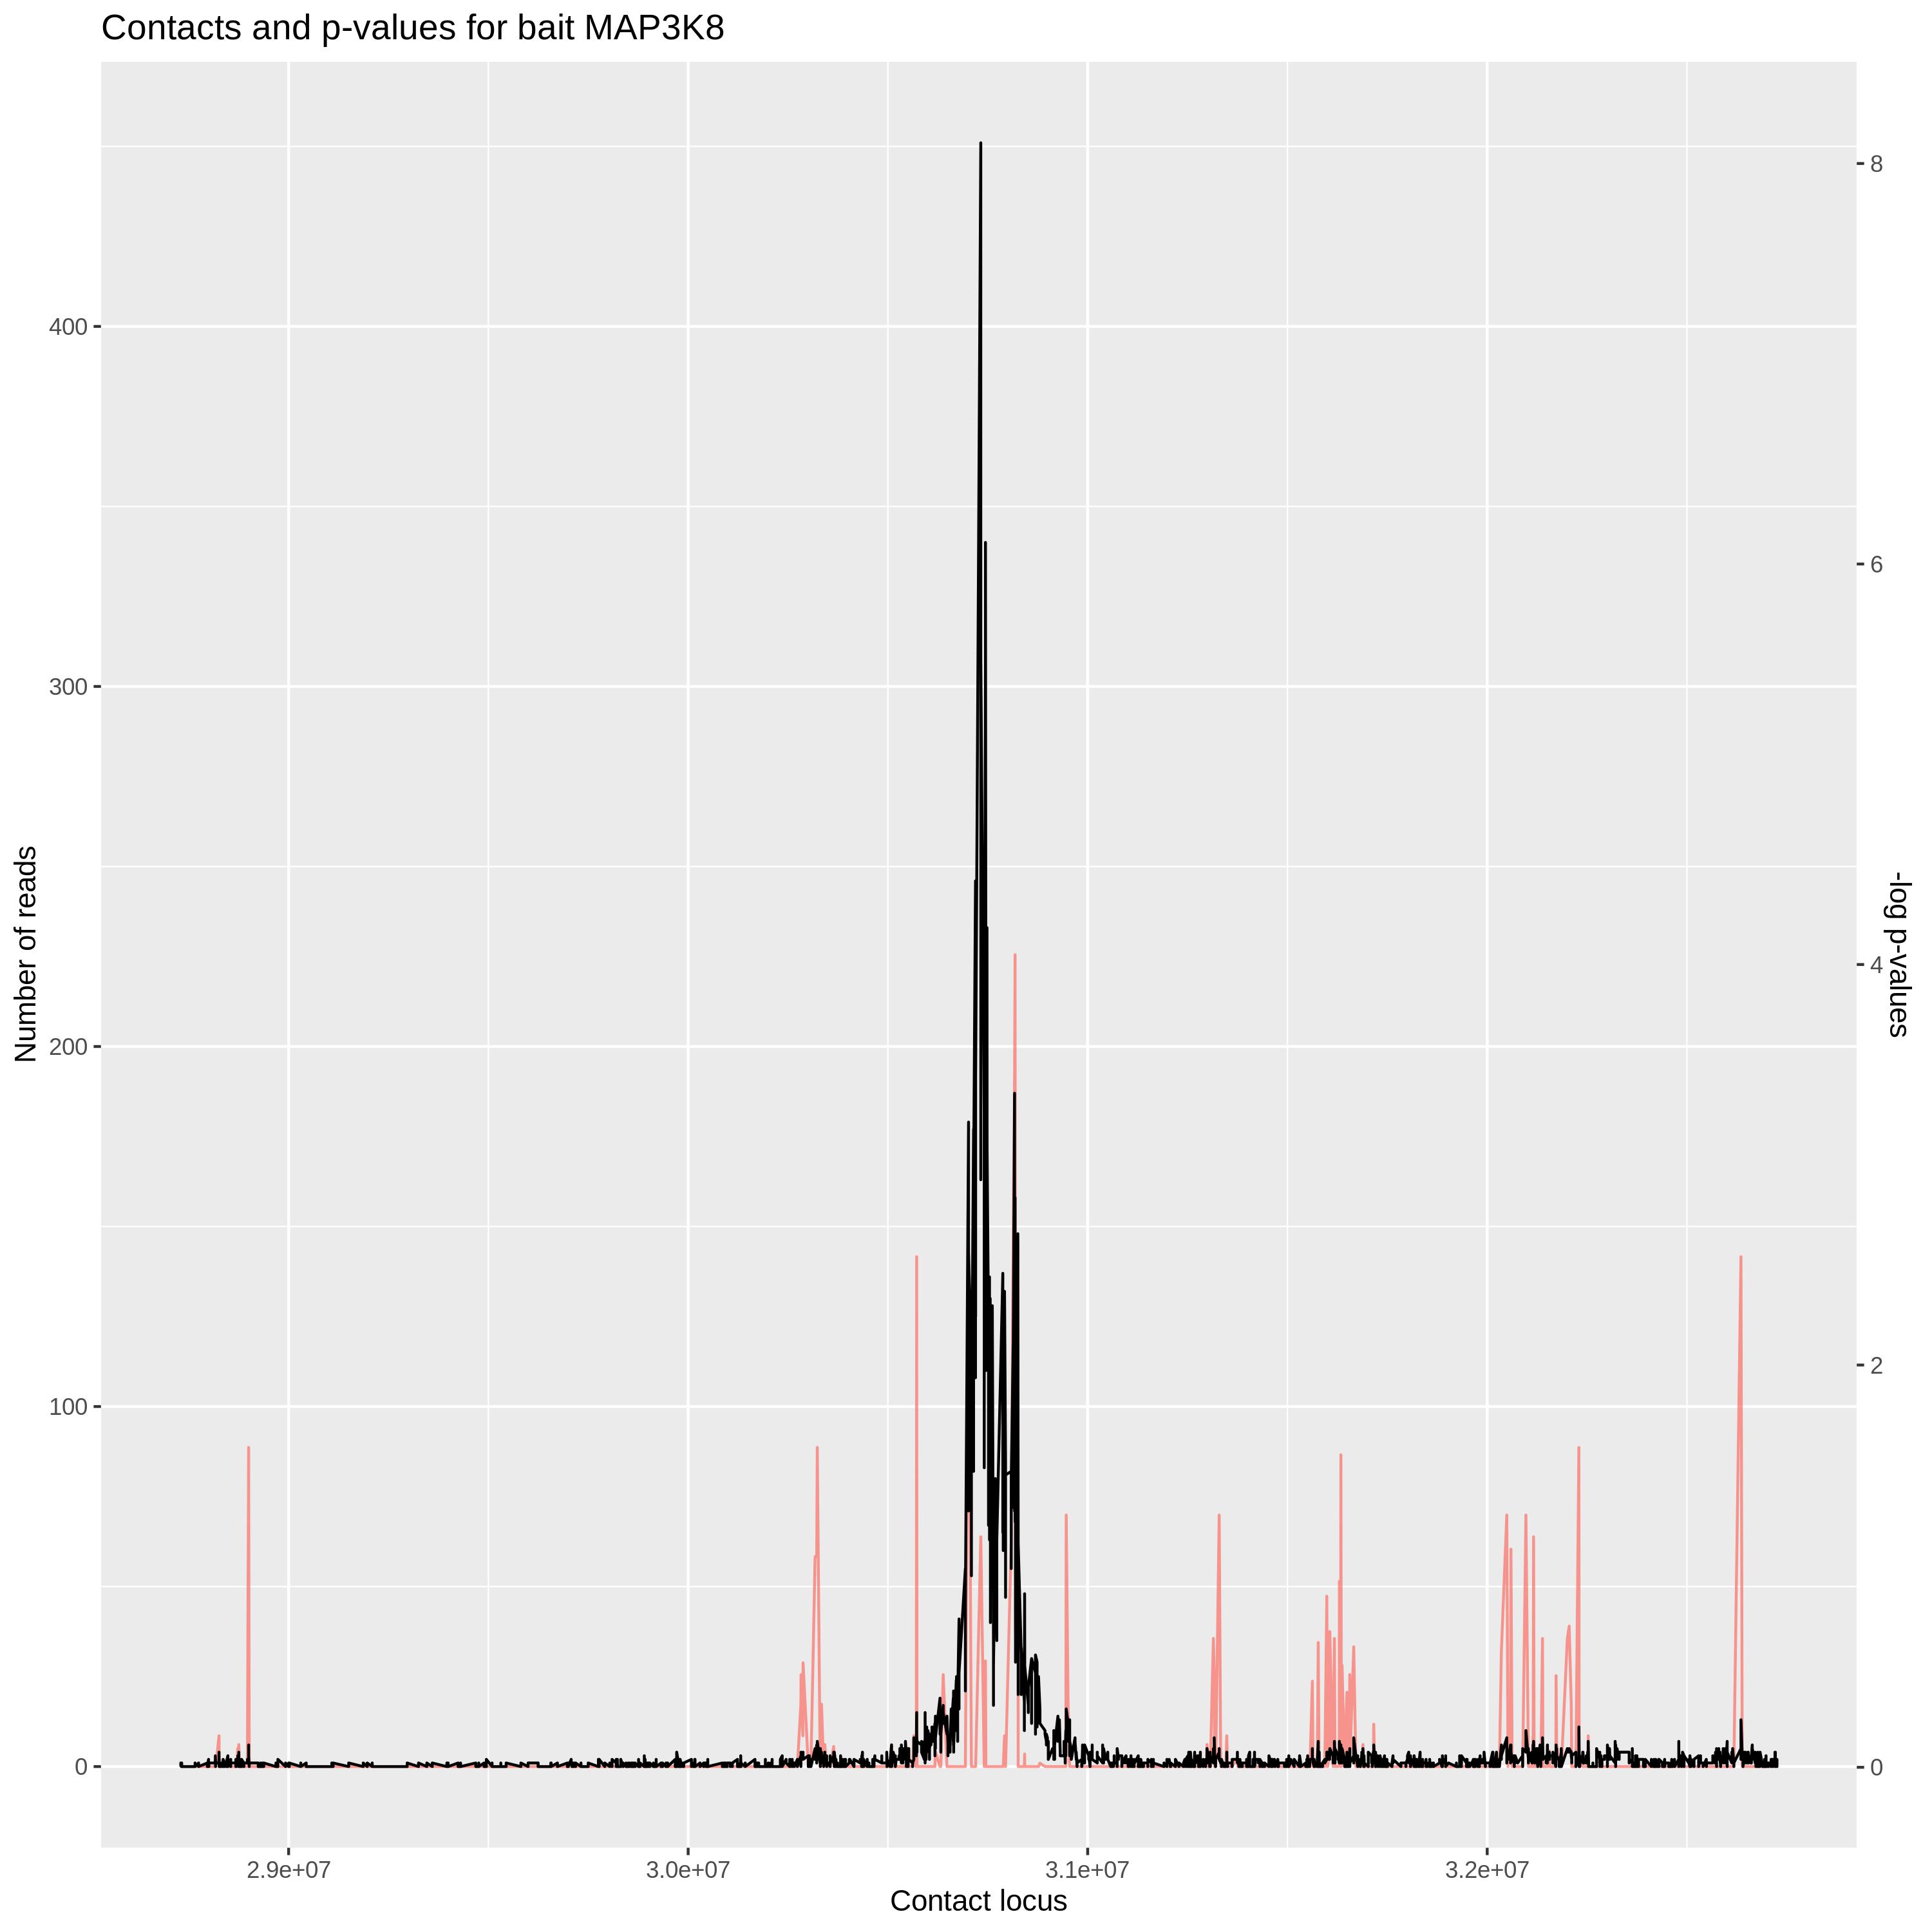 Contacts and p-values for bait MAP3K8
Number of reads
400
300
200
100
0
8
6
4
2
0
-log p-values
2.9e+07 3.0e+07 3.1e+07 3.2e+07
Contact locus